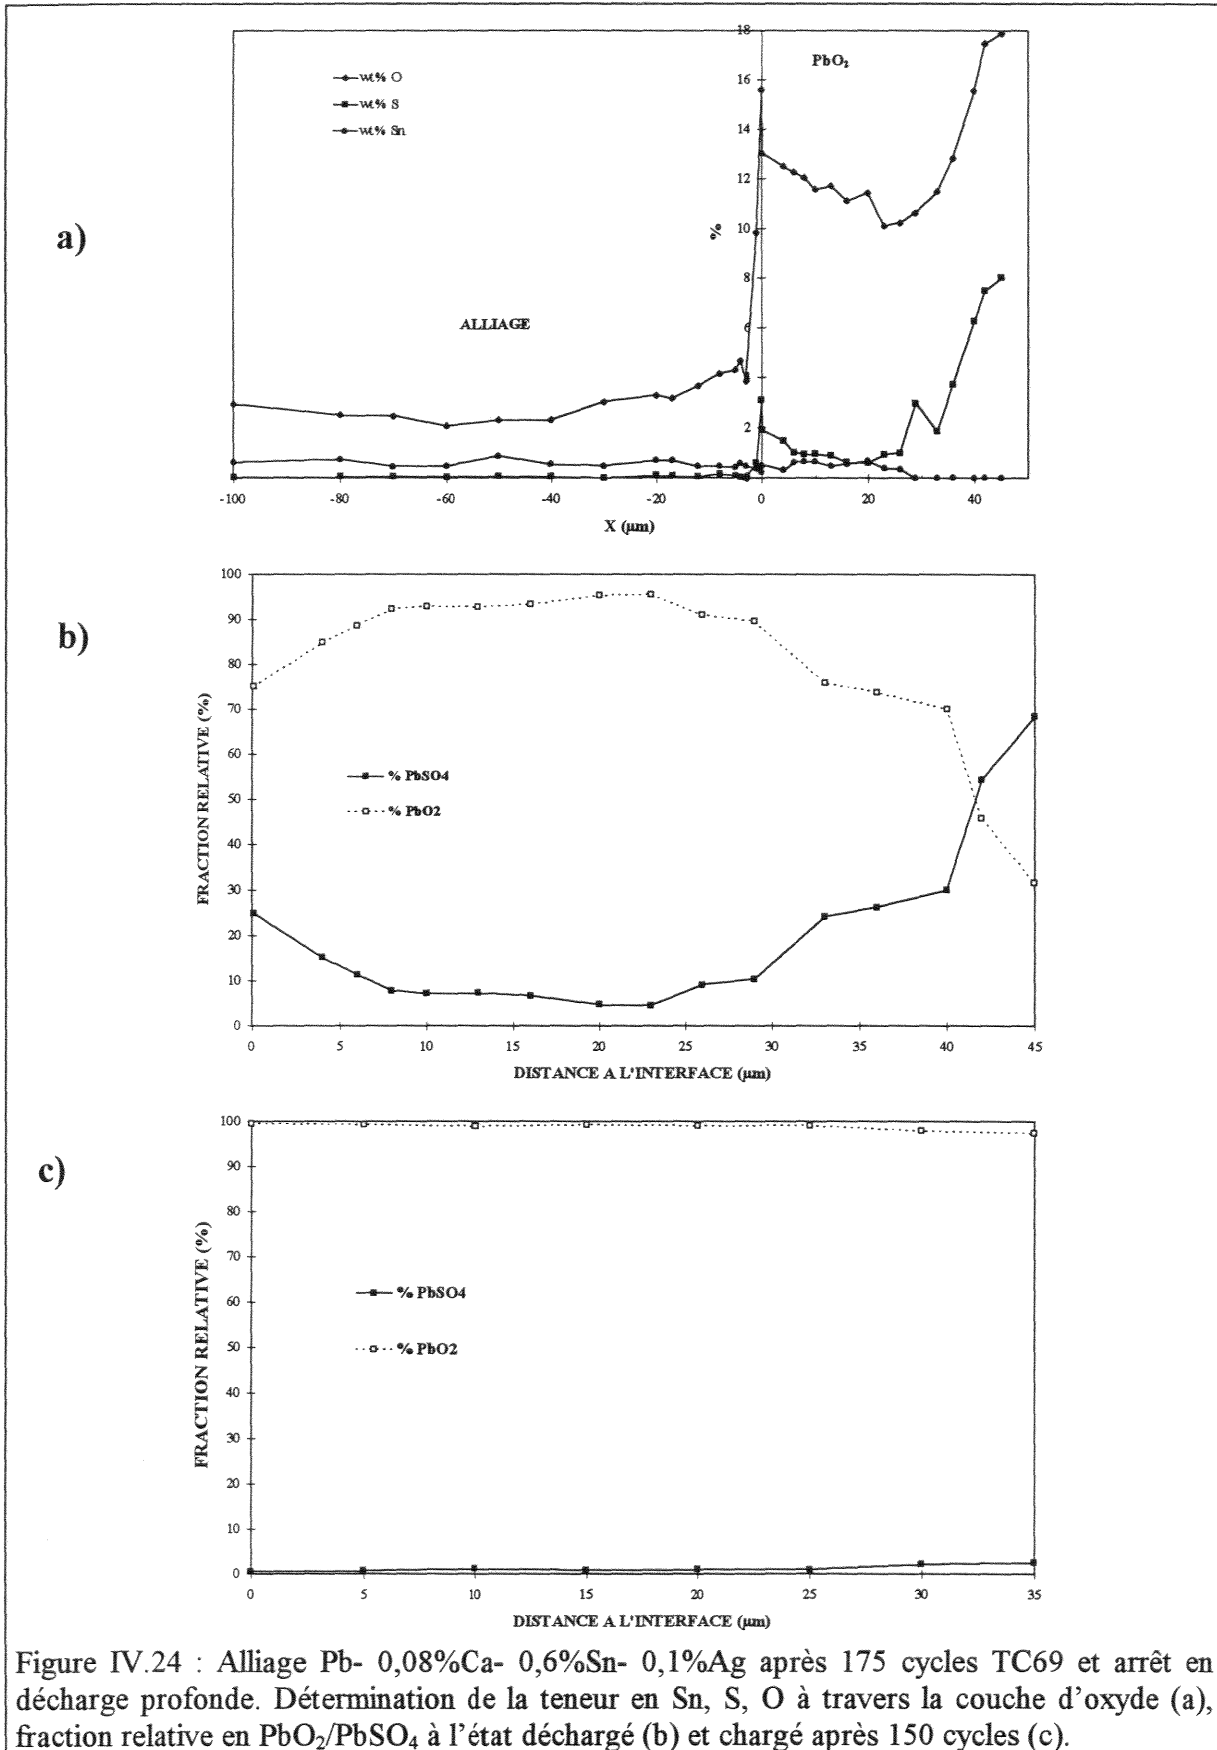 a)
wt% O
wt% S
wt% Sn
PbO₂
ALLIAGE
%
18
16
14
12
10
8
6
2
-100 -80 -60 -40 -20 0 20 40
X (µm)
b)
FRACTION RELATIVE (%)
100
90
80
70
60
50
40
30
20
10
0
% PbSO4
% PbO2
0 5 10 15 20 25 30 35 40 45
DISTANCE A L'INTERFACE (µm)
c)
FRACTION RELATIVE (%)
100
90
80
70
60
50
40
30
20
10
0
% PbSO4
% PbO2
0 5 10 15 20 25 30 35
DISTANCE A L'INTERFACE (µm)
Figure IV.24 : Alliage Pb- 0,08%Ca- 0,6%Sn- 0,1%Ag après 175 cycles TC69 et arrêt en
décharge profonde. Détermination de la teneur en Sn, S, O à travers la couche d'oxyde (a),
fraction relative en PbO₂/PbSO₄ à l'état déchargé (b) et chargé après 150 cycles (c).